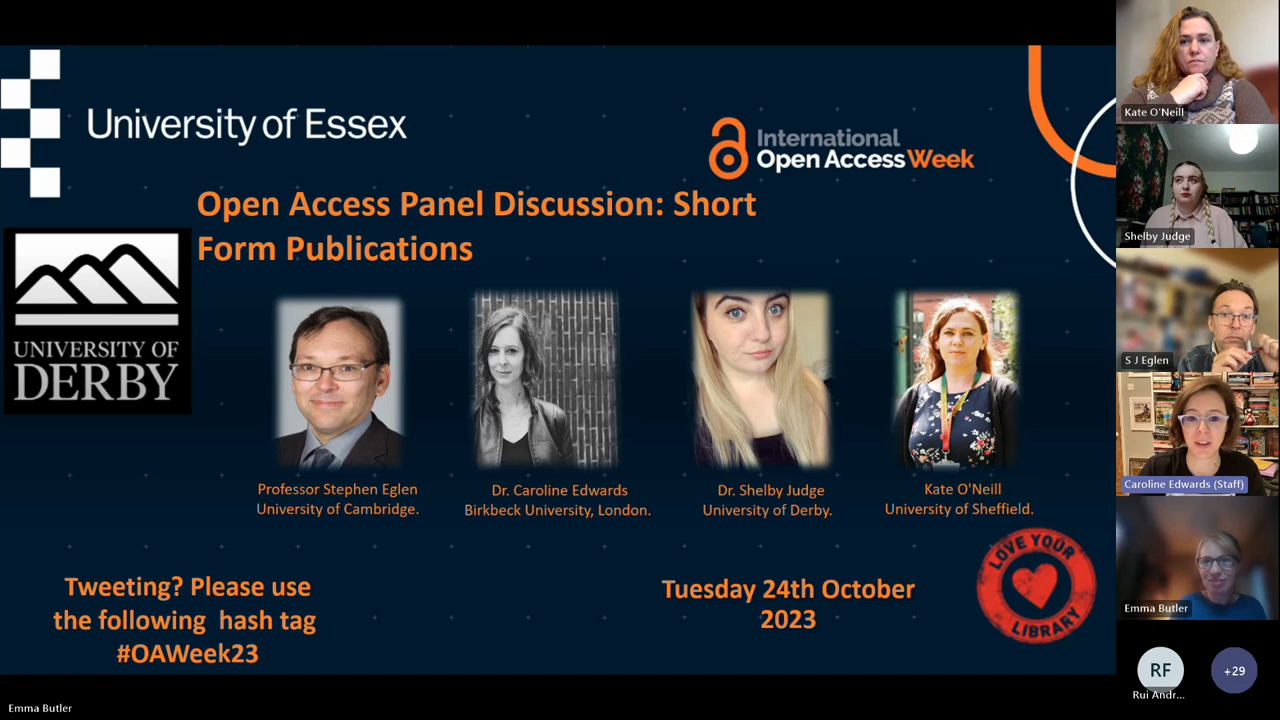 University of Essex
International
Open Access Week
Open Access Panel Discussion: Short
Form Publications
UNIVERSITY OF
DERBY
Professor Stephen Eglen
University of Cambridge.
Dr. Caroline Edwards
Birkbeck University, London.
Dr. Shelby Judge
University of Derby.
Kate O'Neill
University of Sheffield.
Tweeting? Please use
the following hash tag
#OAWeek23
Tuesday 24th October
2023
LOVE YOUR
LIBRARY
Emma Butler
Kate O'Neill
Shelby Judge
S J Eglen
Caroline Edwards (Staff)
Emma Butler
RF
Rui Andr...
+29